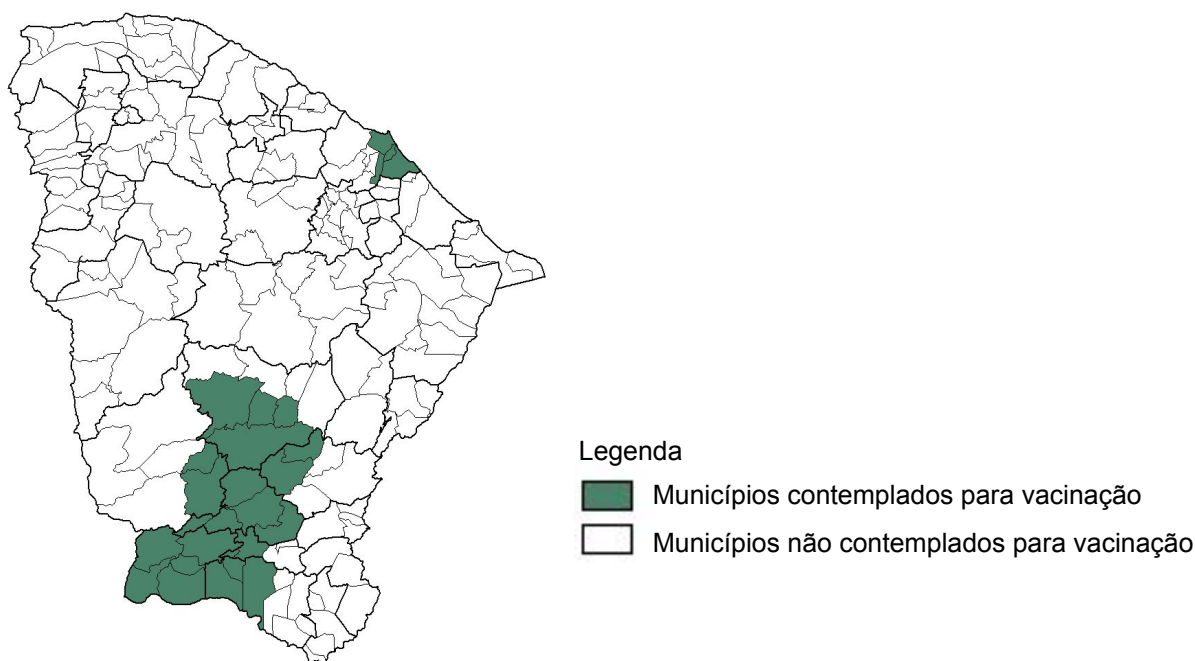 Legenda
Municípios contemplados para vacinação
Municípios não contemplados para vacinação